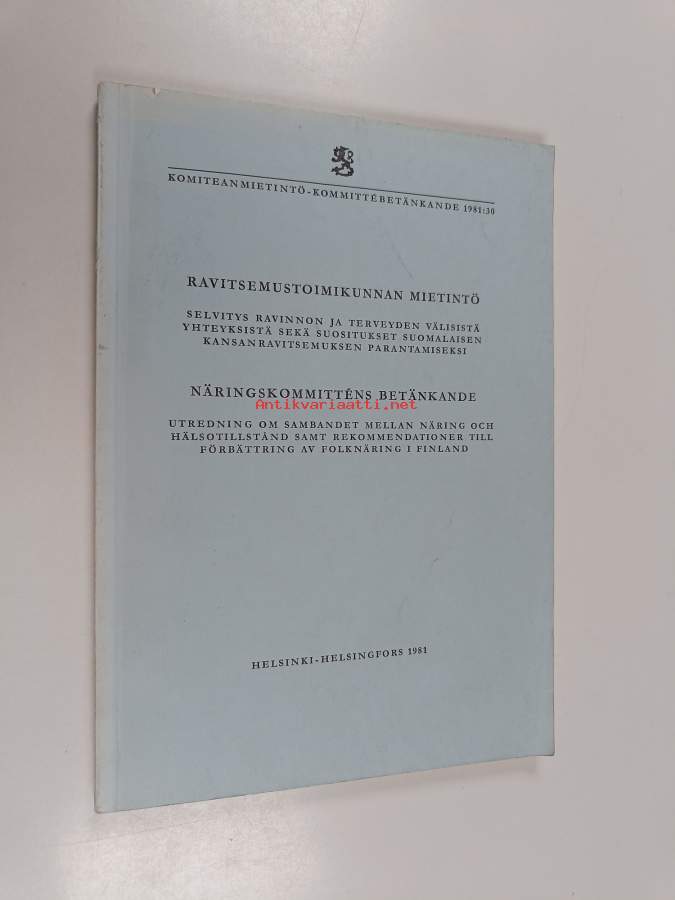 KOMITEANMIETINTÖ-KOMMITTÉBETÄNKANDE 1981:30
RAVITSEMUSTOIMIKUNNAN MIETINTÖ
SELVITYS RAVINNON JA TERVEYDEN VÄLISISTÄ
YHTEYKSISTÄ SEKÄ SUOSITUKSET SUOMALAISEN
KANSANRAVITSEMUKSEN PARANTAMISEKSI
NÄRINGSKOMMITTÉNS BETÄNKANDE
Antikvariaatti.net
UTREDNING OM SAMBANDET MELLAN NÄRING OCH
HÄLSOTILLSTÅND SAMT REKOMMENDATIONER TILL
FÖRBÄTTRING AV FOLKNÄRING I FINLAND
HELSINKI-HELSINGFORS 1981